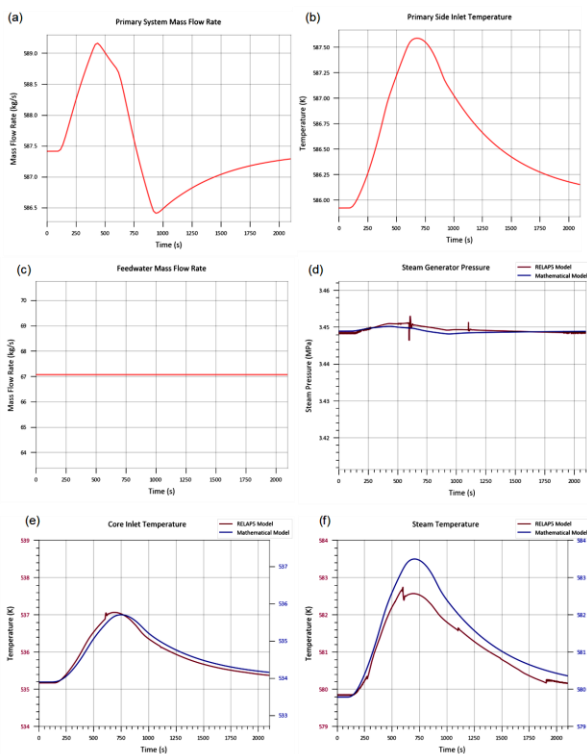 (a)
Primary System Mass Flow Rate
Mass Flow Rate (kg/s)
589.0
588.5
588.0
587.5
587.0
586.5
0 250 500 750 1000 1250 1500 1750 2000
Time (s)
(b)
Primary Side Inlet Temperature
Temperature (K)
587.50
587.00
586.50
586.00
0 250 500 750 1000 1250 1500 1750 2000
Time (s)
(c)
Feedwater Mass Flow Rate
Mass Flow Rate (kg/s)
70
69
68
67
66
65
64
0 250 500 750 1000 1250 1500 1750 2000
Time (s)
(d)
Steam Generator Pressure
RELAP5 Model
Mathematical Model
Steam Pressure (MPa)
3.46
3.45
3.44
3.43
3.42
0 250 500 750 1000 1250 1500 1750 2000
Time (s)
(e)
Core Inlet Temperature
RELAP5 Model
Mathematical Model
Temperature (K)
539
538
537
536
535
534
537
536
535
534
533
0 250 500 750 1000 1250 1500 1750 2000
Time (s)
(f)
Steam Temperature
RELAP5 Model
Mathematical Model
Temperature (K)
584
583
582
581
580
579
584
583
582
581
580
579
0 250 500 750 1000 1250 1500 1750 2000
Time (s)